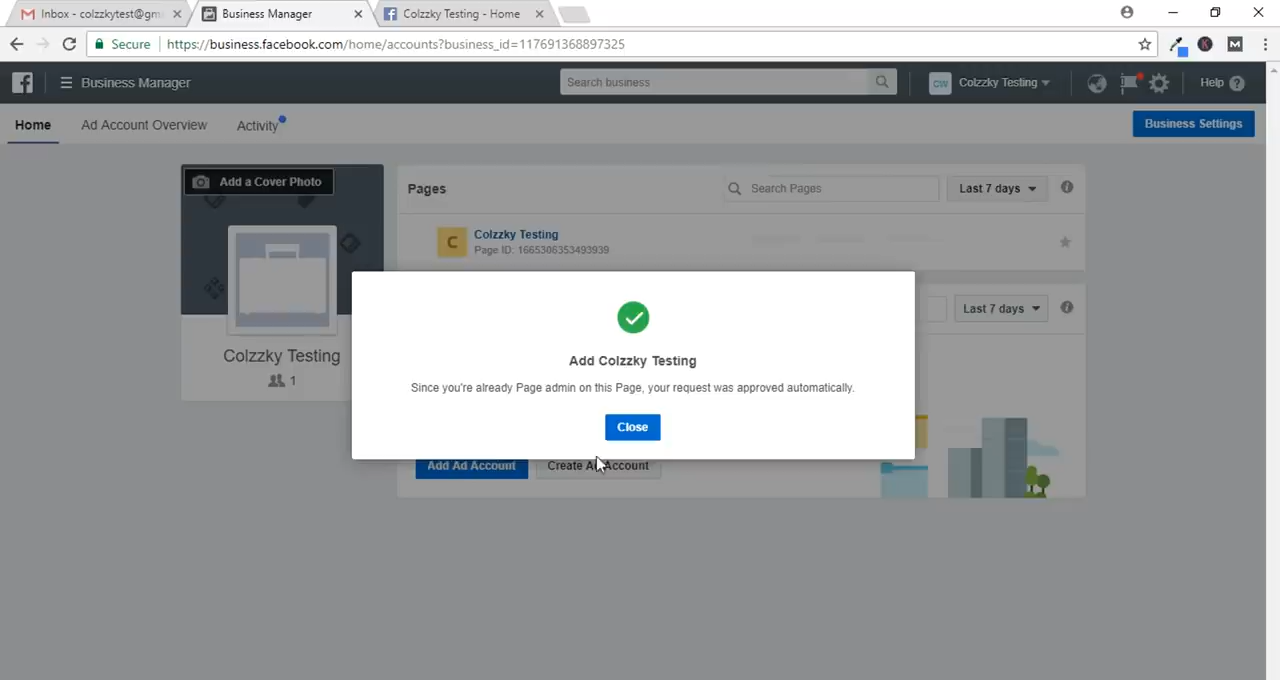 Inbox - colzzkytest@gm
Business Manager
Colzzky Testing - Home
Secure
https://business.facebook.com/home/accounts?business_id=117691368897325
Business Manager
Search business
CW
Colzzky Testing
Help
Home
Ad Account Overview
Activity
Business Settings
Add a Cover Photo
Colzzky Testing
1
Pages
Search Pages
Last 7 days
C
Colzzky Testing
Page ID: 1665306353493939
Last 7 days
Add Colzzky Testing
Since you're already Page admin on this Page, your request was approved automatically.
Close
Add Ad Account
Create Ad Account